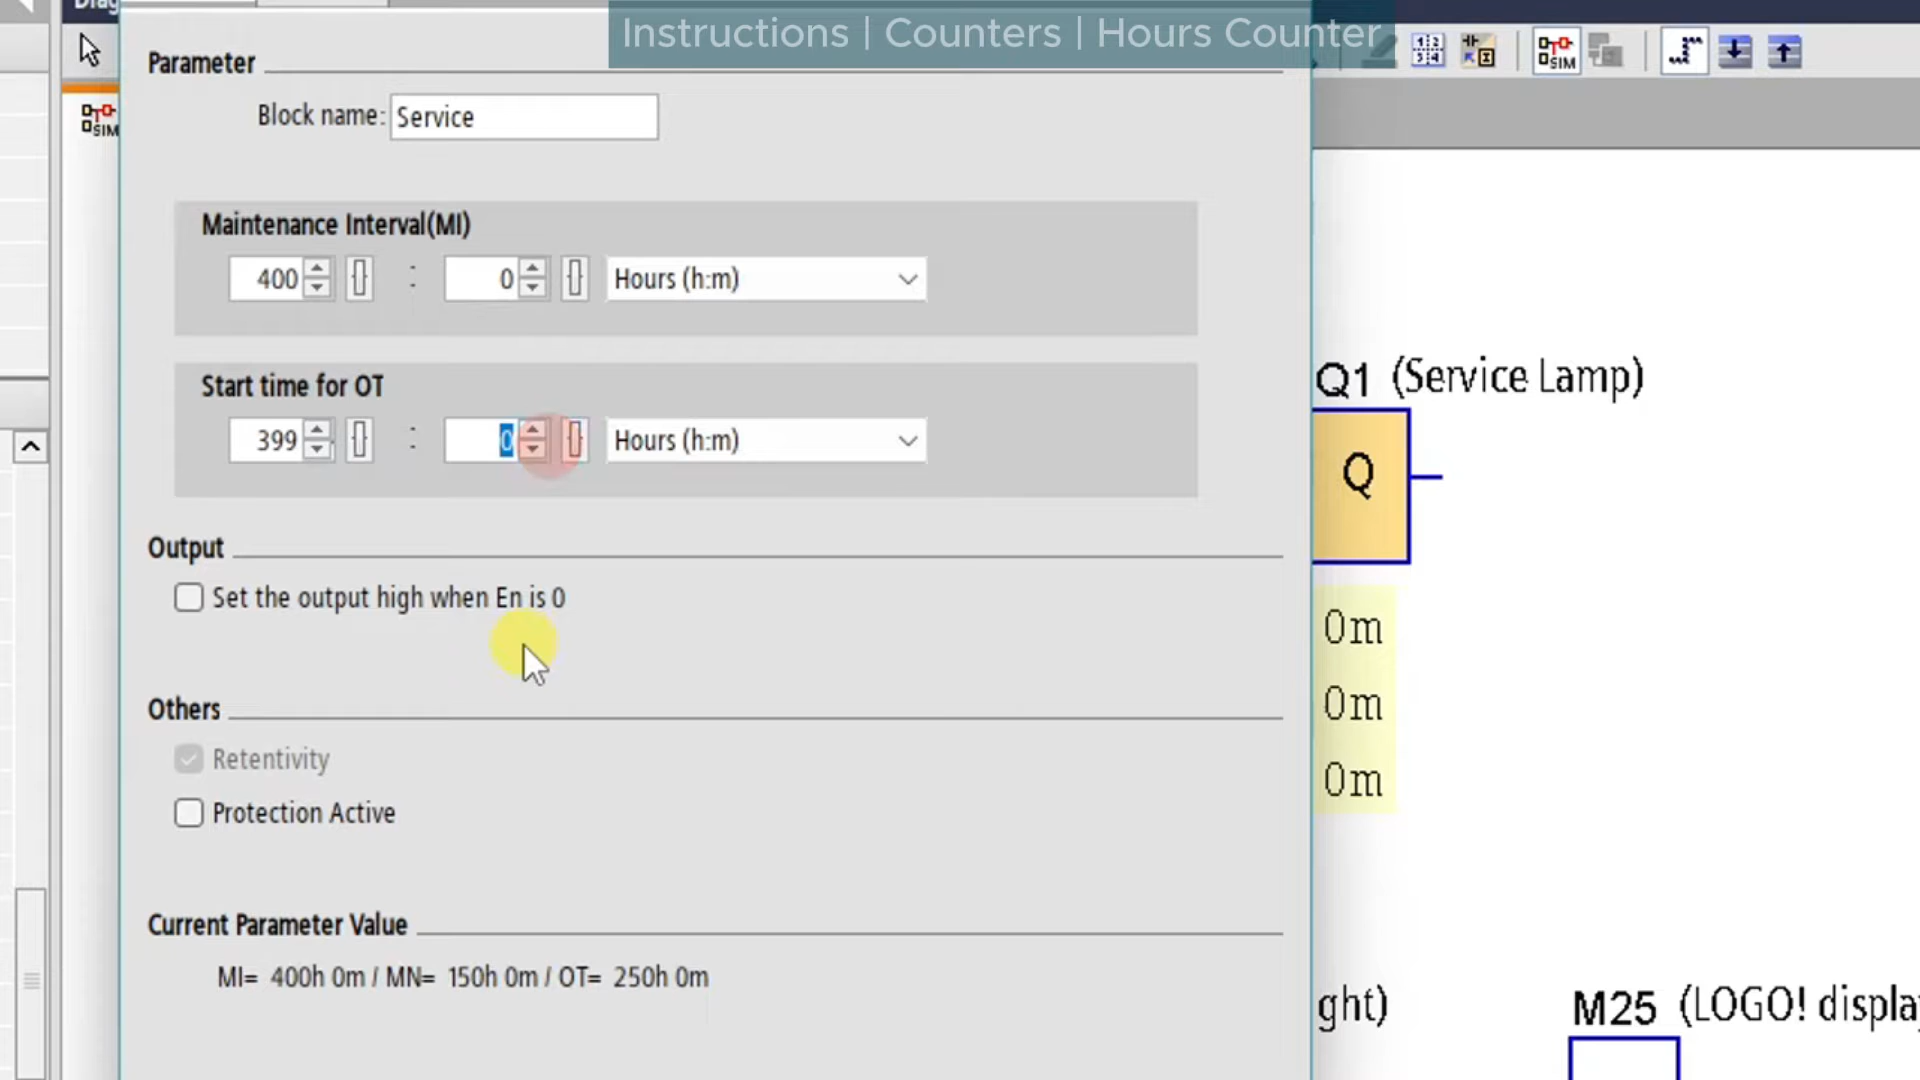 Instructions | Counters | Hours Counter
Parameter
Block name: Service
Maintenance Interval(MI)
400 : 0 Hours (h:m)
Start time for OT
399 : 0 Hours (h:m)
Output
Set the output high when En is 0
Others
Retentivity
Protection Active
Current Parameter Value
MI= 400h 0m / MN= 150h 0m / OT= 250h 0m
SIM
SIM
Q1 (Service Lamp)
Q
0m
0m
0m
ght)
M25 (LOGO! displa